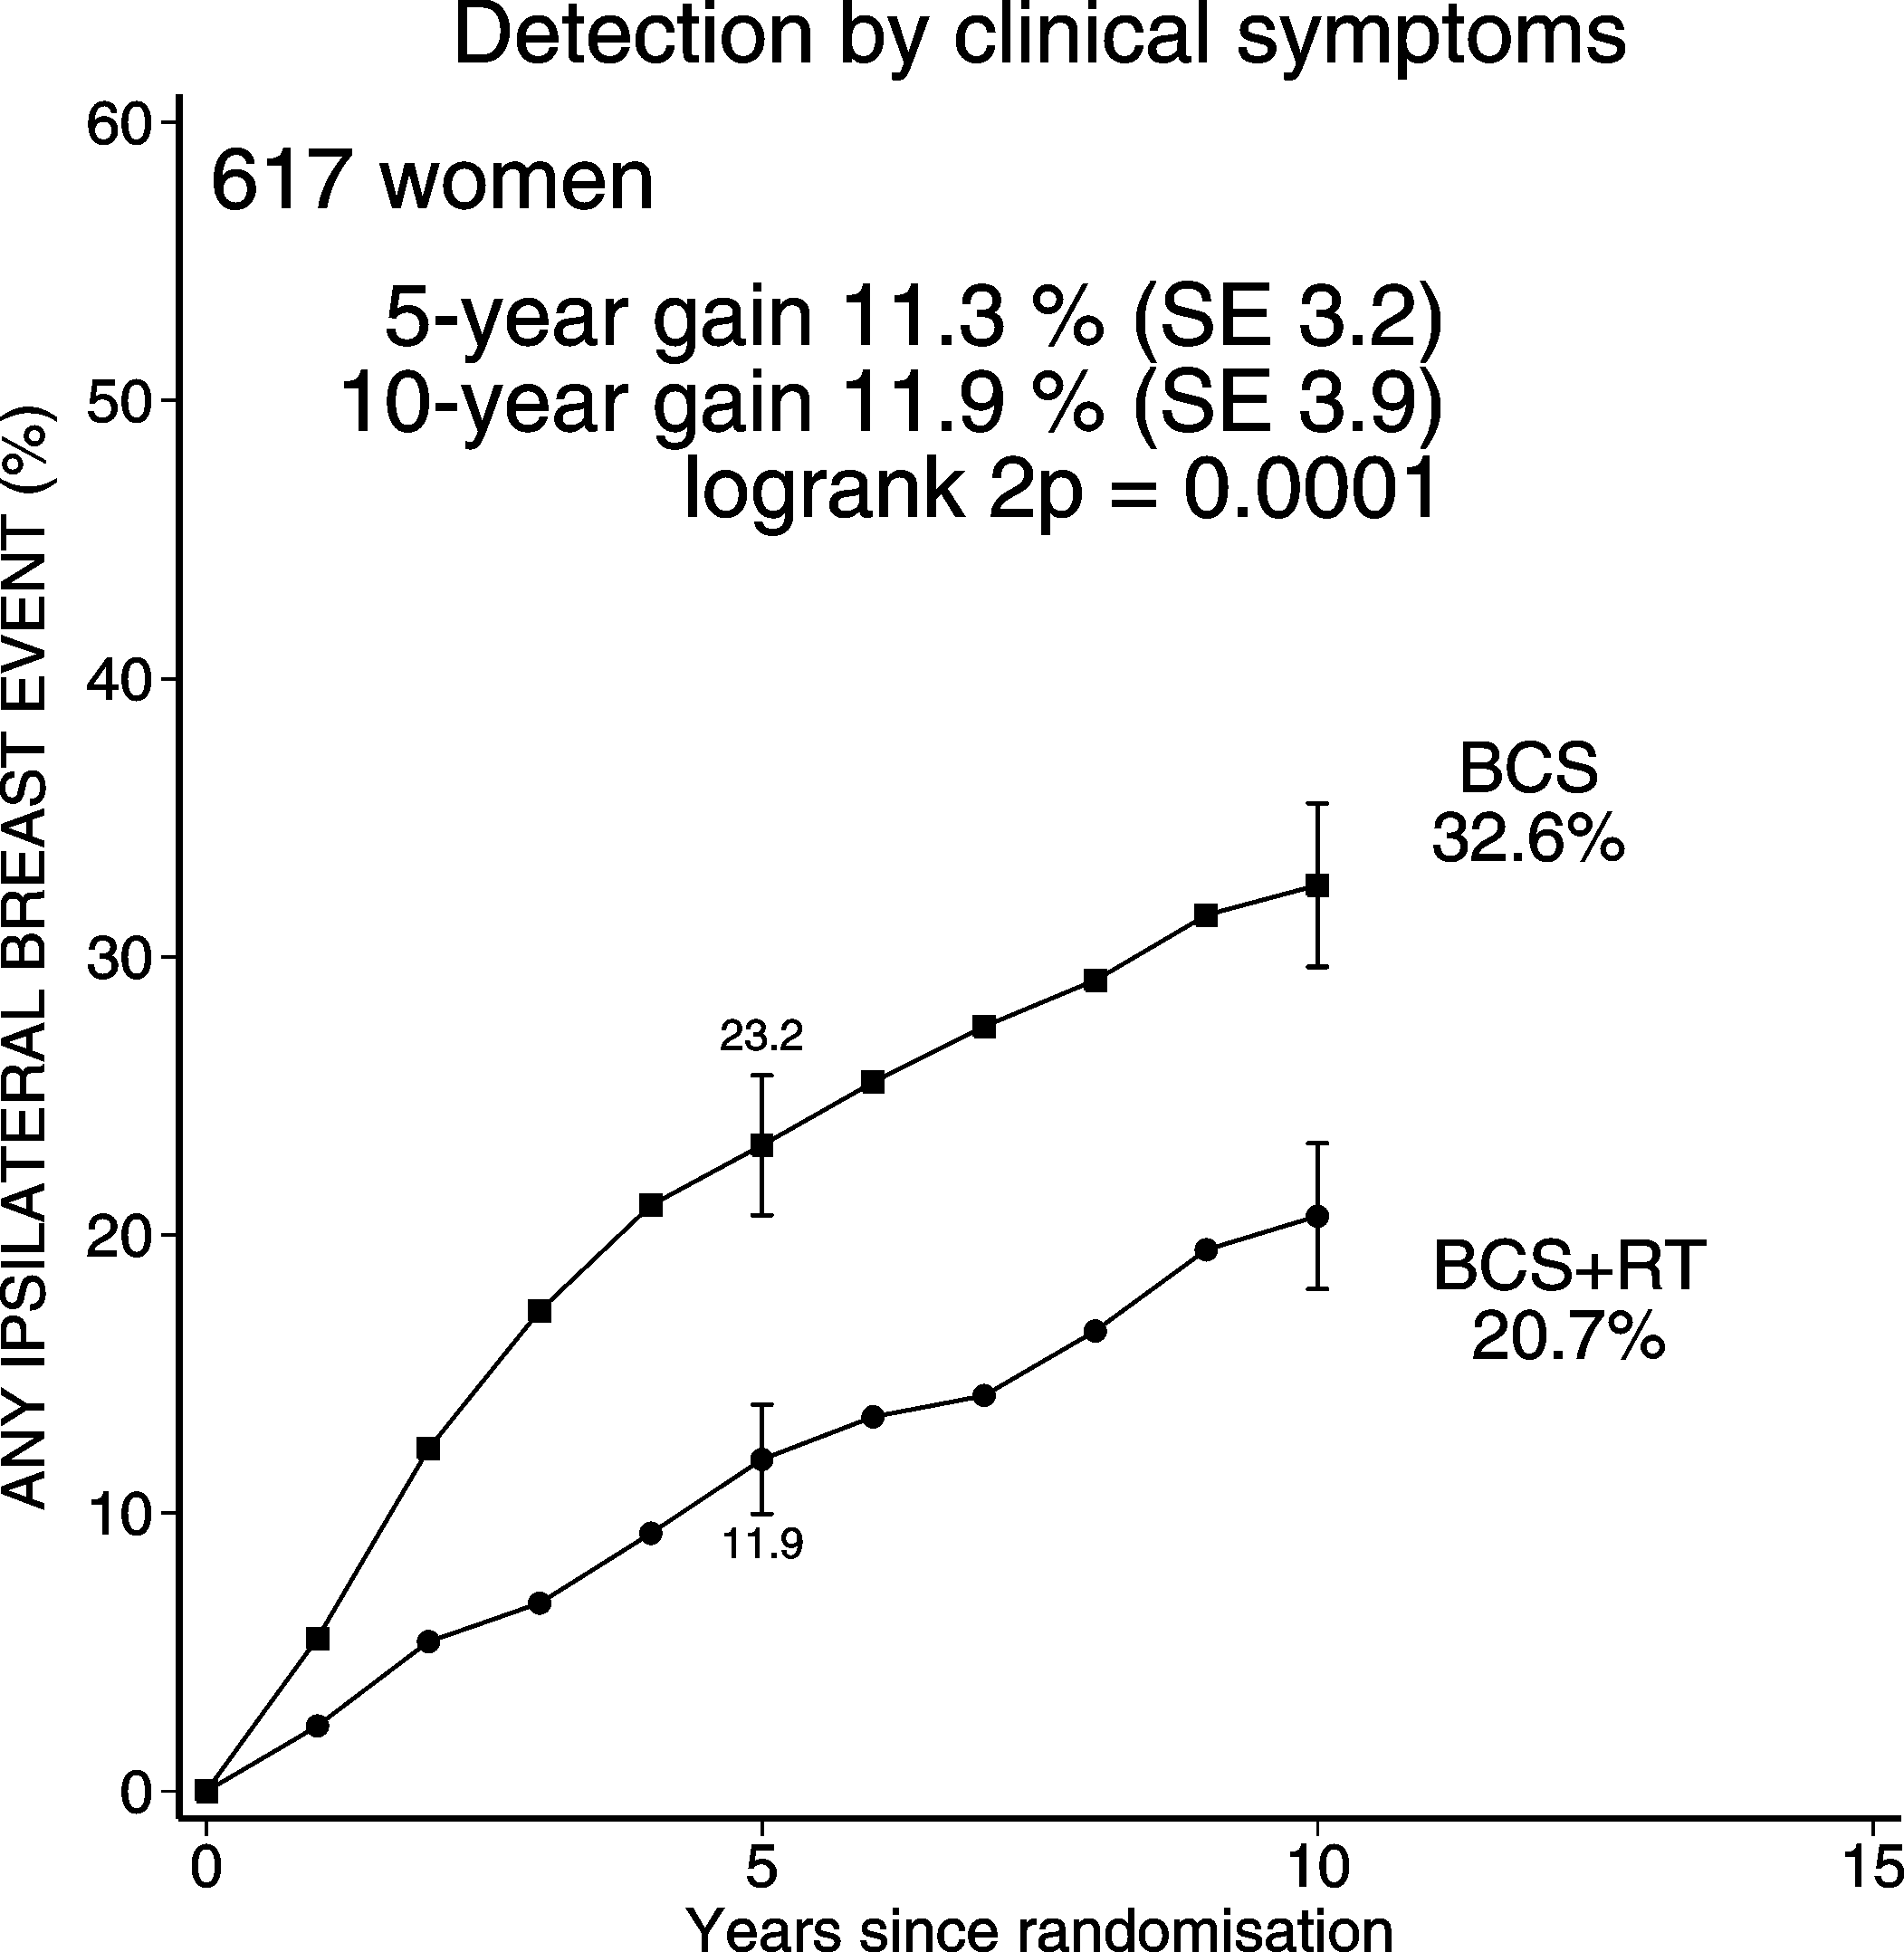 Detection by clinical symptoms
617 women
5-year gain 11.3 % (SE 3.2)
10-year gain 11.9 % (SE 3.9)
logrank 2p = 0.0001
ANY IPSILATERAL BREAST EVENT (%)
60
50
40
30
20
10
0
BCS
32.6%
23.2
BCS+RT
20.7%
11.9
0 5 10 15
Years since randomisation